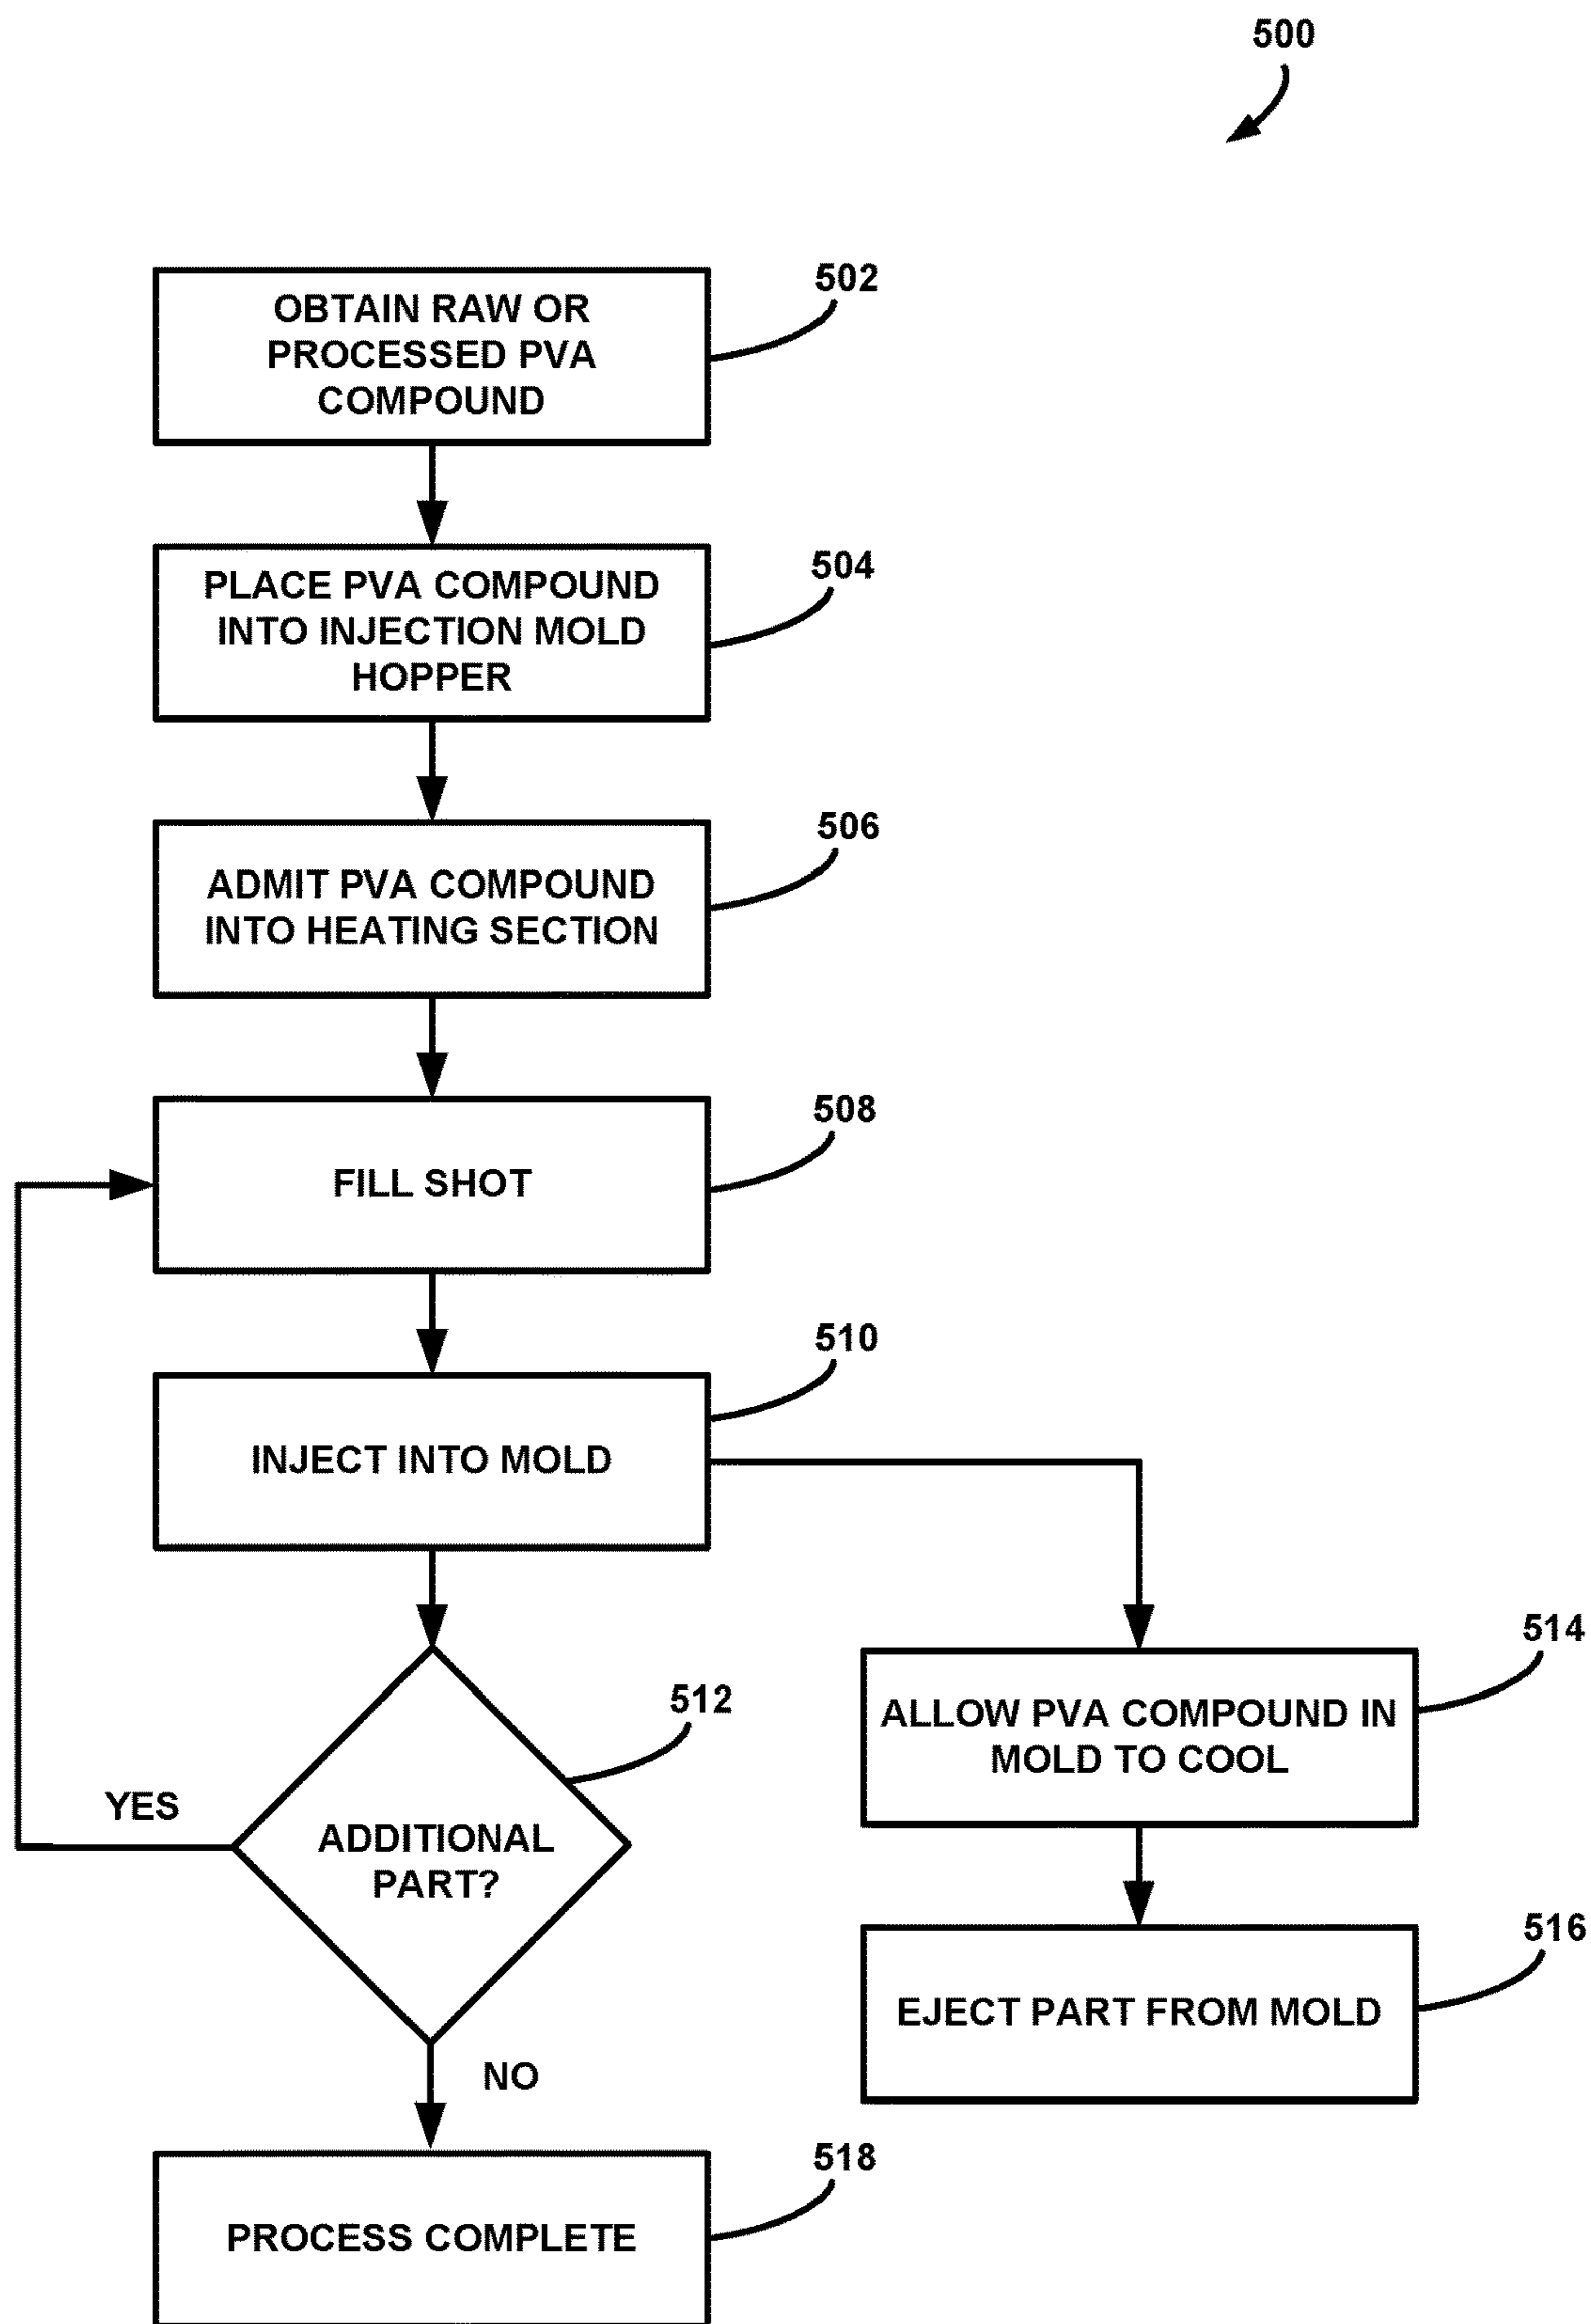 500
502
OBTAIN RAW OR
PROCESSED PVA
COMPOUND
504
PLACE PVA COMPOUND
INTO INJECTION MOLD
HOPPER
506
ADMIT PVA COMPOUND
INTO HEATING SECTION
508
FILL SHOT
510
INJECT INTO MOLD
512
ADDITIONAL
PART?
YES
NO
514
ALLOW PVA COMPOUND IN
MOLD TO COOL
516
EJECT PART FROM MOLD
518
PROCESS COMPLETE